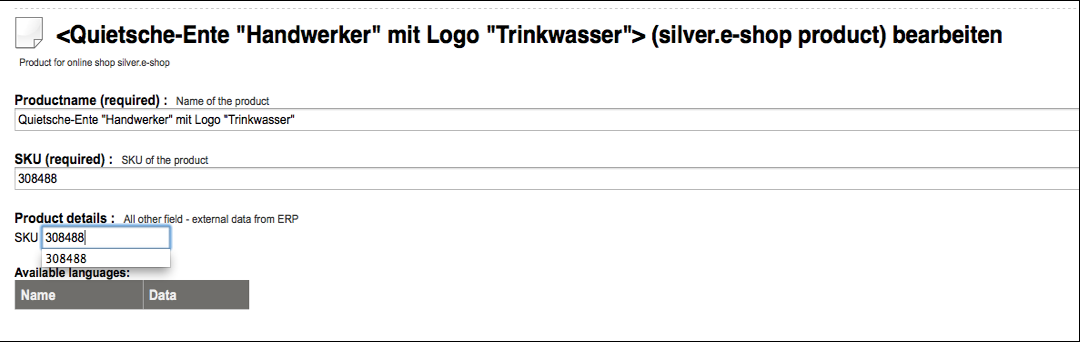 <Quietsche-Ente "Handwerker" mit Logo "Trinkwasser"> (silver.e-shop product) bearbeiten
Product for online shop silver.e-shop
Productname (required) : Name of the product
Quietsche-Ente "Handwerker" mit Logo "Trinkwasser"
SKU (required) : SKU of the product
308488
Product details : All other field - external data from ERP
SKU 308488
308488
Available languages:
Name Data